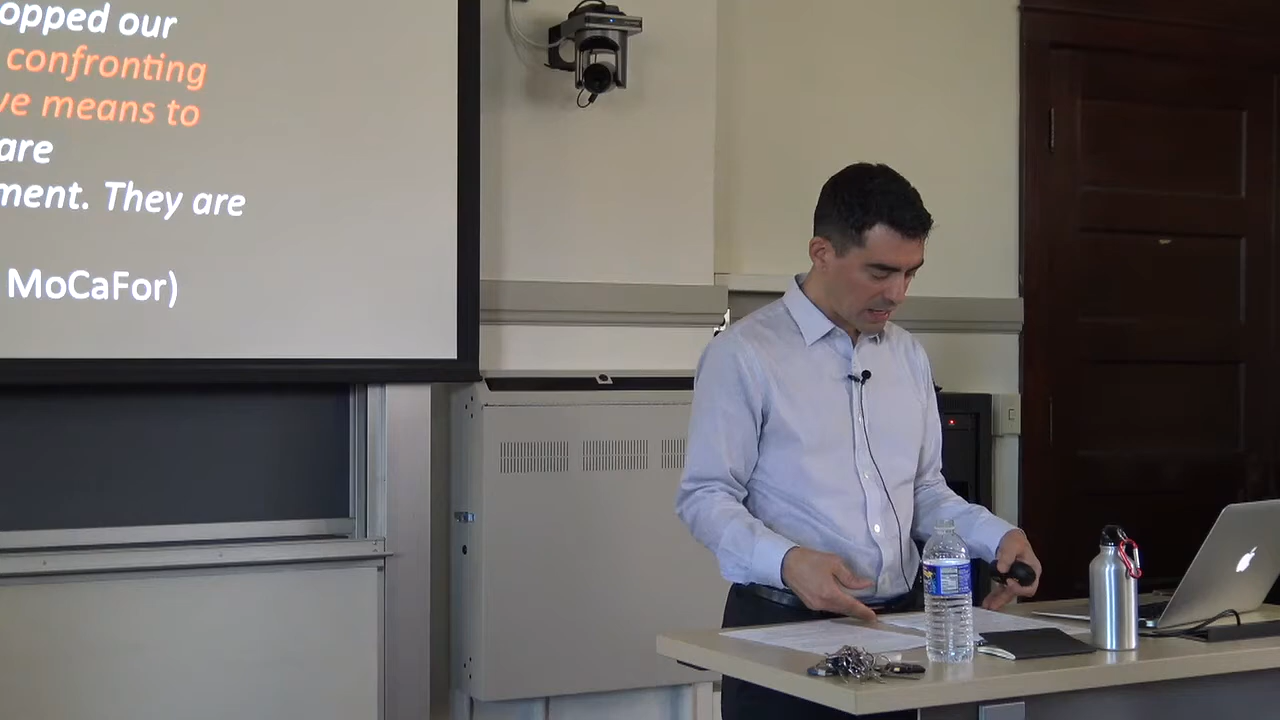 opped our
confronting
ve means to
are
ment. They are
MoCaFor)